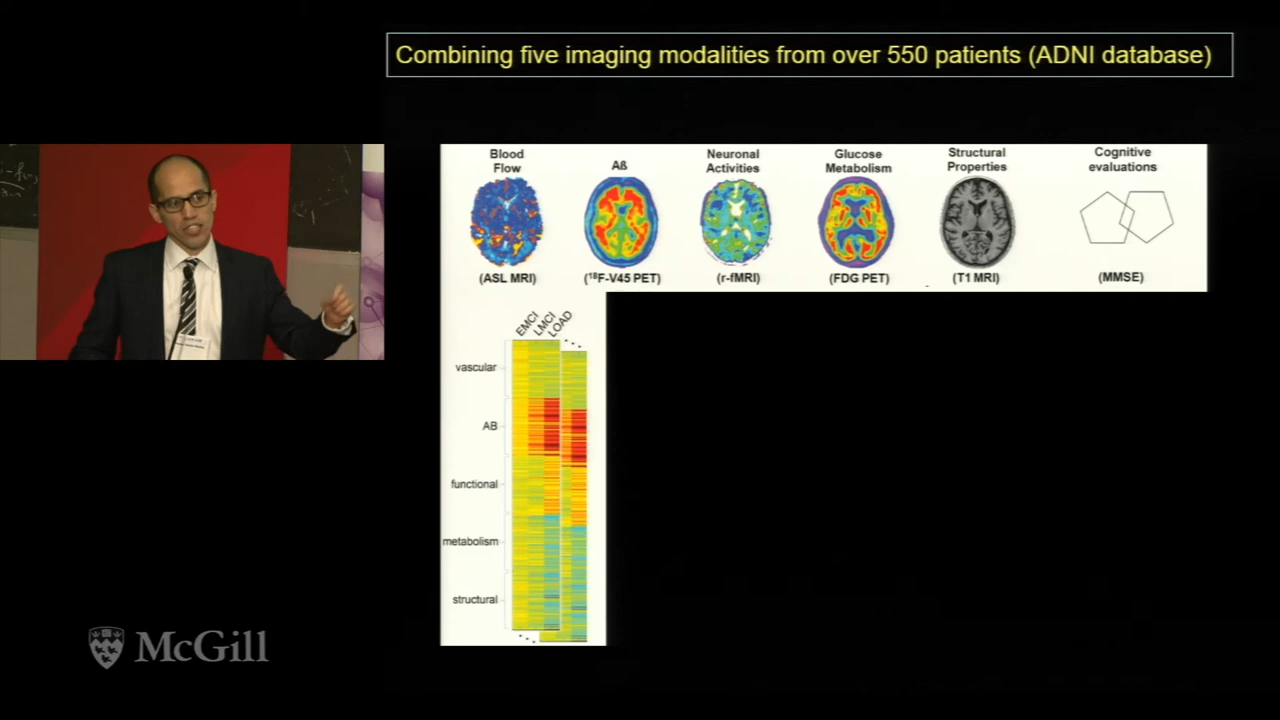 Combining five imaging modalities from over 550 patients (ADNI database)
Blood
Flow
Aß
Neuronal
Activities
Glucose
Metabolism
Structural
Properties
Cognitive
evaluations
(ASL MRI)
(¹⁸F-V45 PET)
(r-fMRI)
(FDG PET)
(T1 MRI)
(MMSE)
EMCI
LMCI
LOAD
vascular
AB
functional
metabolism
structural
McGill